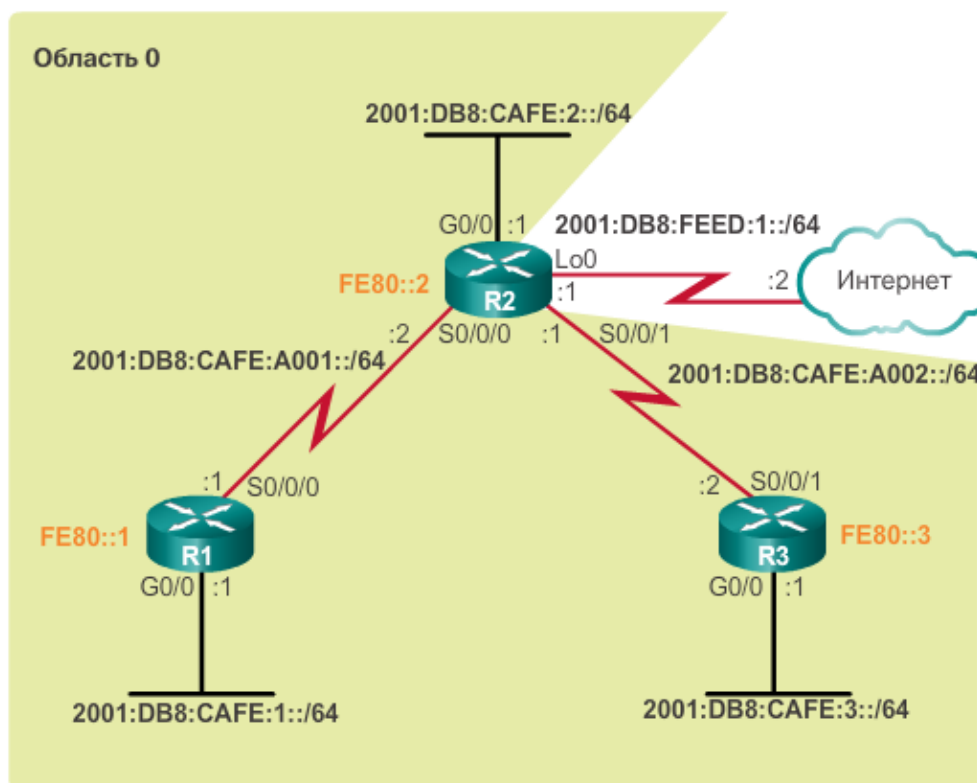 Область 0
2001:DB8:CAFE:2::/64
G0/0 :1
2001:DB8:FEED:1::/64
Lo0
:2
Интернет
FE80::2
R2
:1
:2
S0/0/0
:1
S0/0/1
2001:DB8:CAFE:A001::/64
2001:DB8:CAFE:A002::/64
:1
S0/0/0
:2
S0/0/1
FE80::1
R1
R3
FE80::3
G0/0 :1
G0/0 :1
2001:DB8:CAFE:1::/64
2001:DB8:CAFE:3::/64